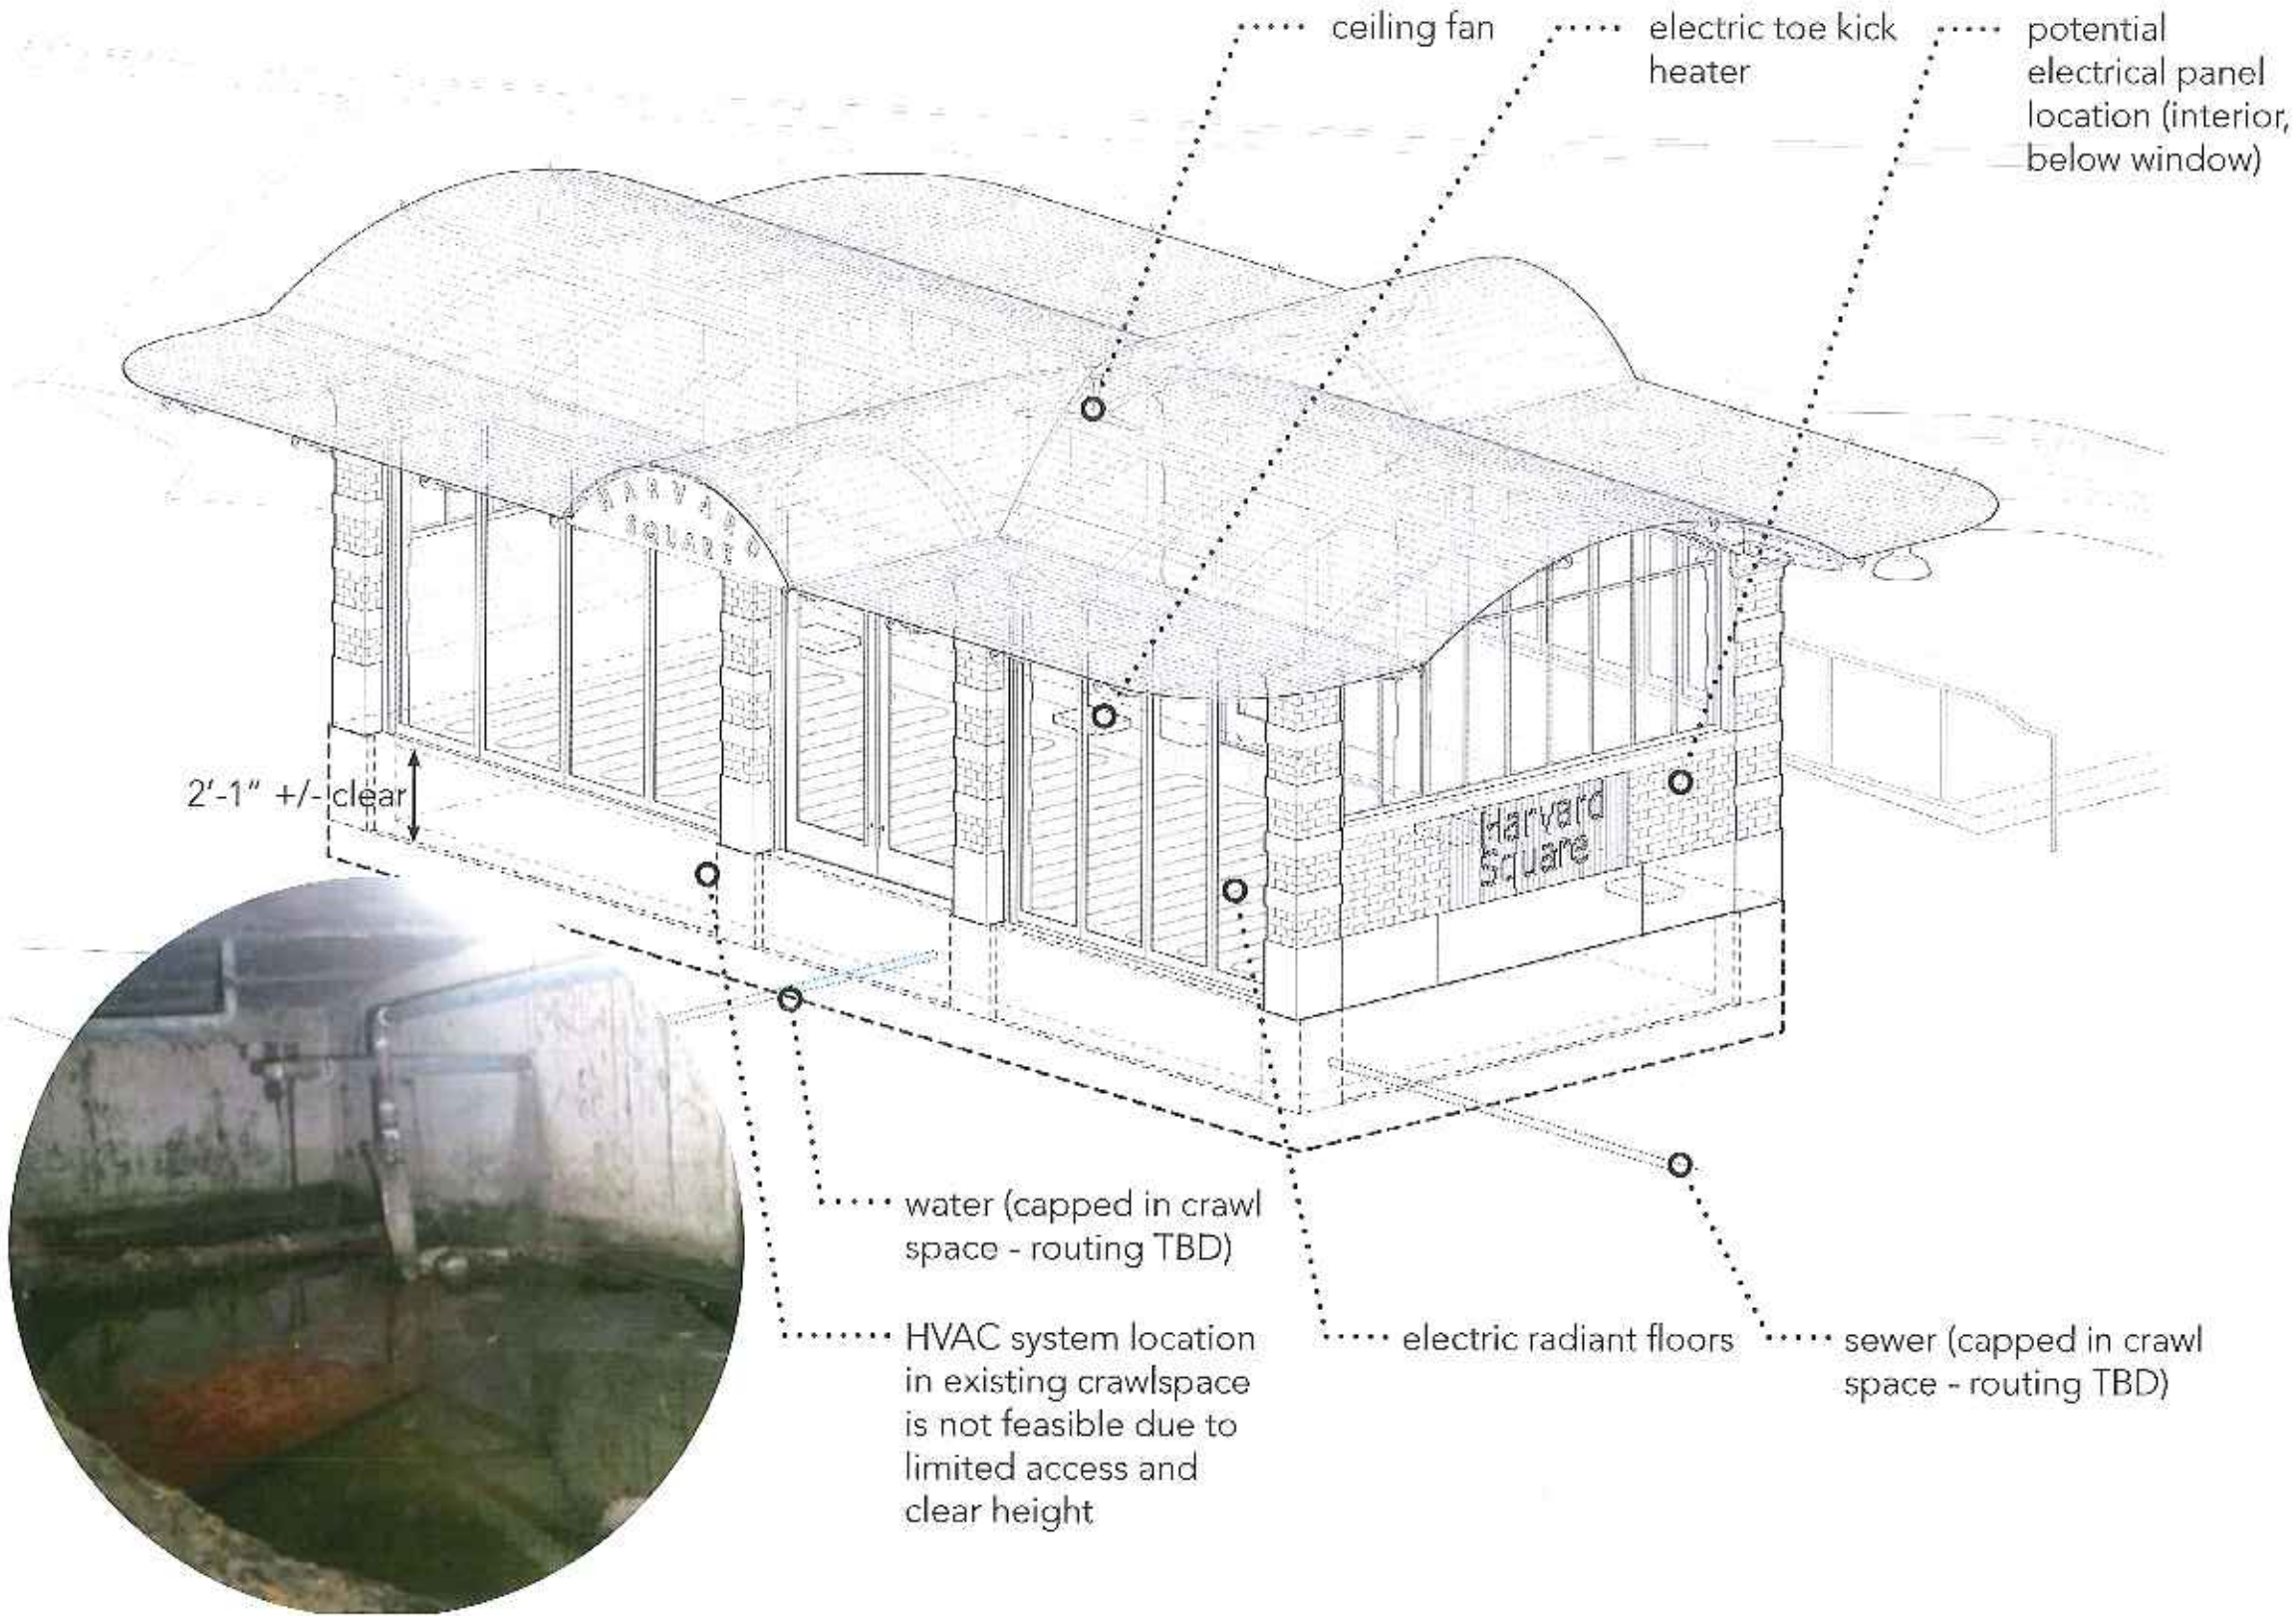 ceiling fan
electric toe kick
heater
potential
electrical panel
location (interior,
below window)
HARVARD
SQUARE
2'-1" +/- clear
Harvard
Square
water (capped in crawl
space - routing TBD)
HVAC system location
in existing crawlspace
is not feasible due to
limited access and
clear height
electric radiant floors
sewer (capped in crawl
space - routing TBD)